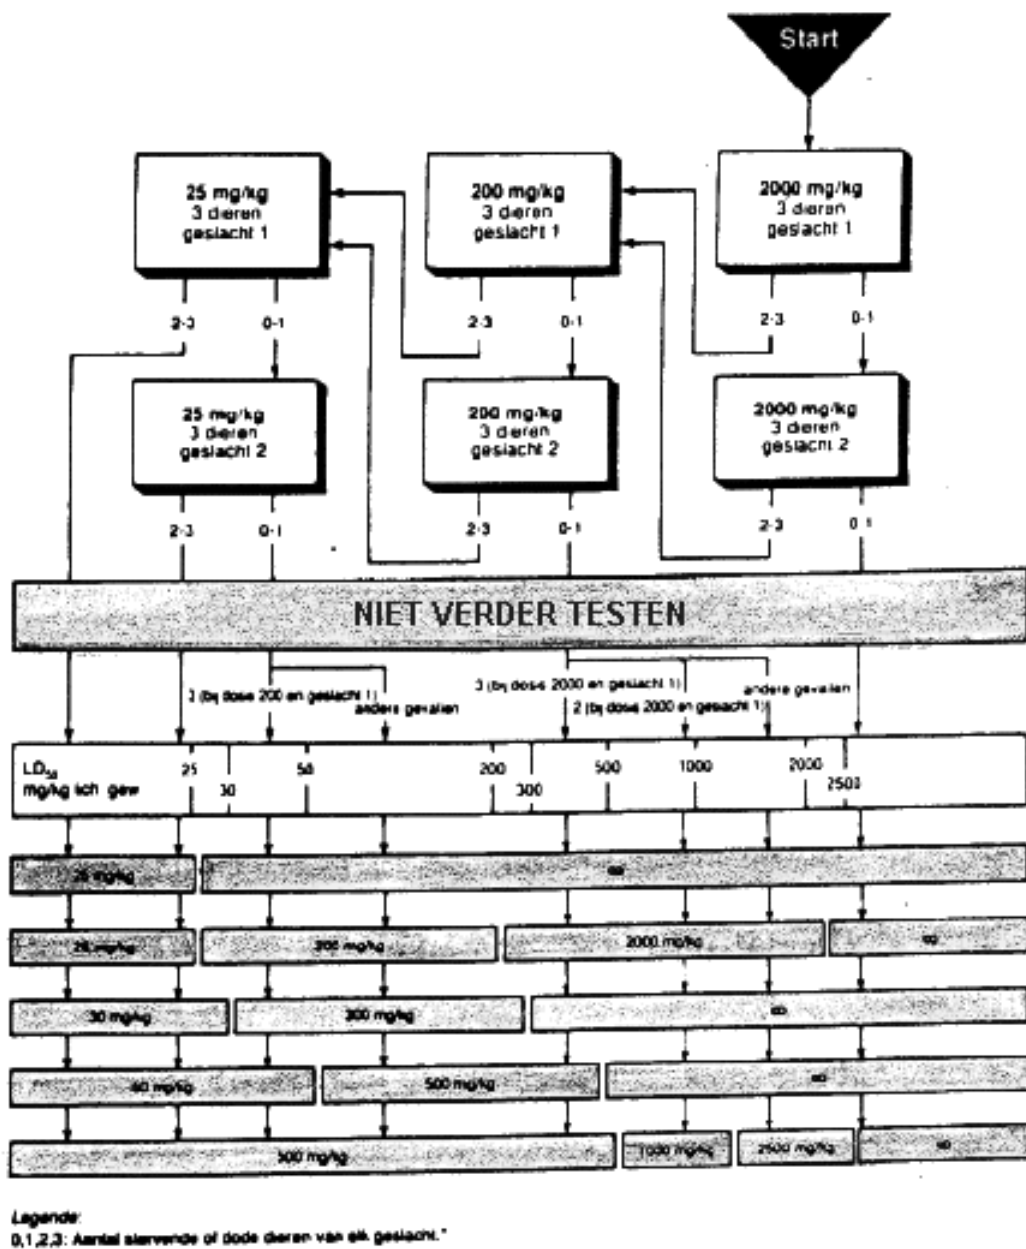 Start
25 mg/kg
3 dieren
geslacht 1
200 mg/kg
3 dieren
geslacht 1
2000 mg/kg
3 dieren
geslacht 1
2-3
0-1
2-3
0-1
2-3
0-1
25 mg/kg
3 dieren
geslacht 2
200 mg/kg
3 dieren
geslacht 2
2000 mg/kg
3 dieren
geslacht 2
2-3
0-1
2-3
0-1
2-3
0-1
NIET VERDER TESTEN
3 (bij dosis 200 en geslacht 1)
andere gevallen
3 (bij dosis 2000 en geslacht 1)
2 (bij dosis 2000 en geslacht 1)
andere gevallen
LD50
mg/kg lich gew
25
30
50
200
300
500
1000
2000
2500
25 mg/kg
∞
25 mg/kg
200 mg/kg
2000 mg/kg
∞
30 mg/kg
300 mg/kg
∞
mg/kg
500 mg/kg
∞
500 mg/kg
1000 mg/kg
2500 mg/kg
∞
Legende:
0,1,2,3: Aantal stervende of dode dieren van elk geslacht."